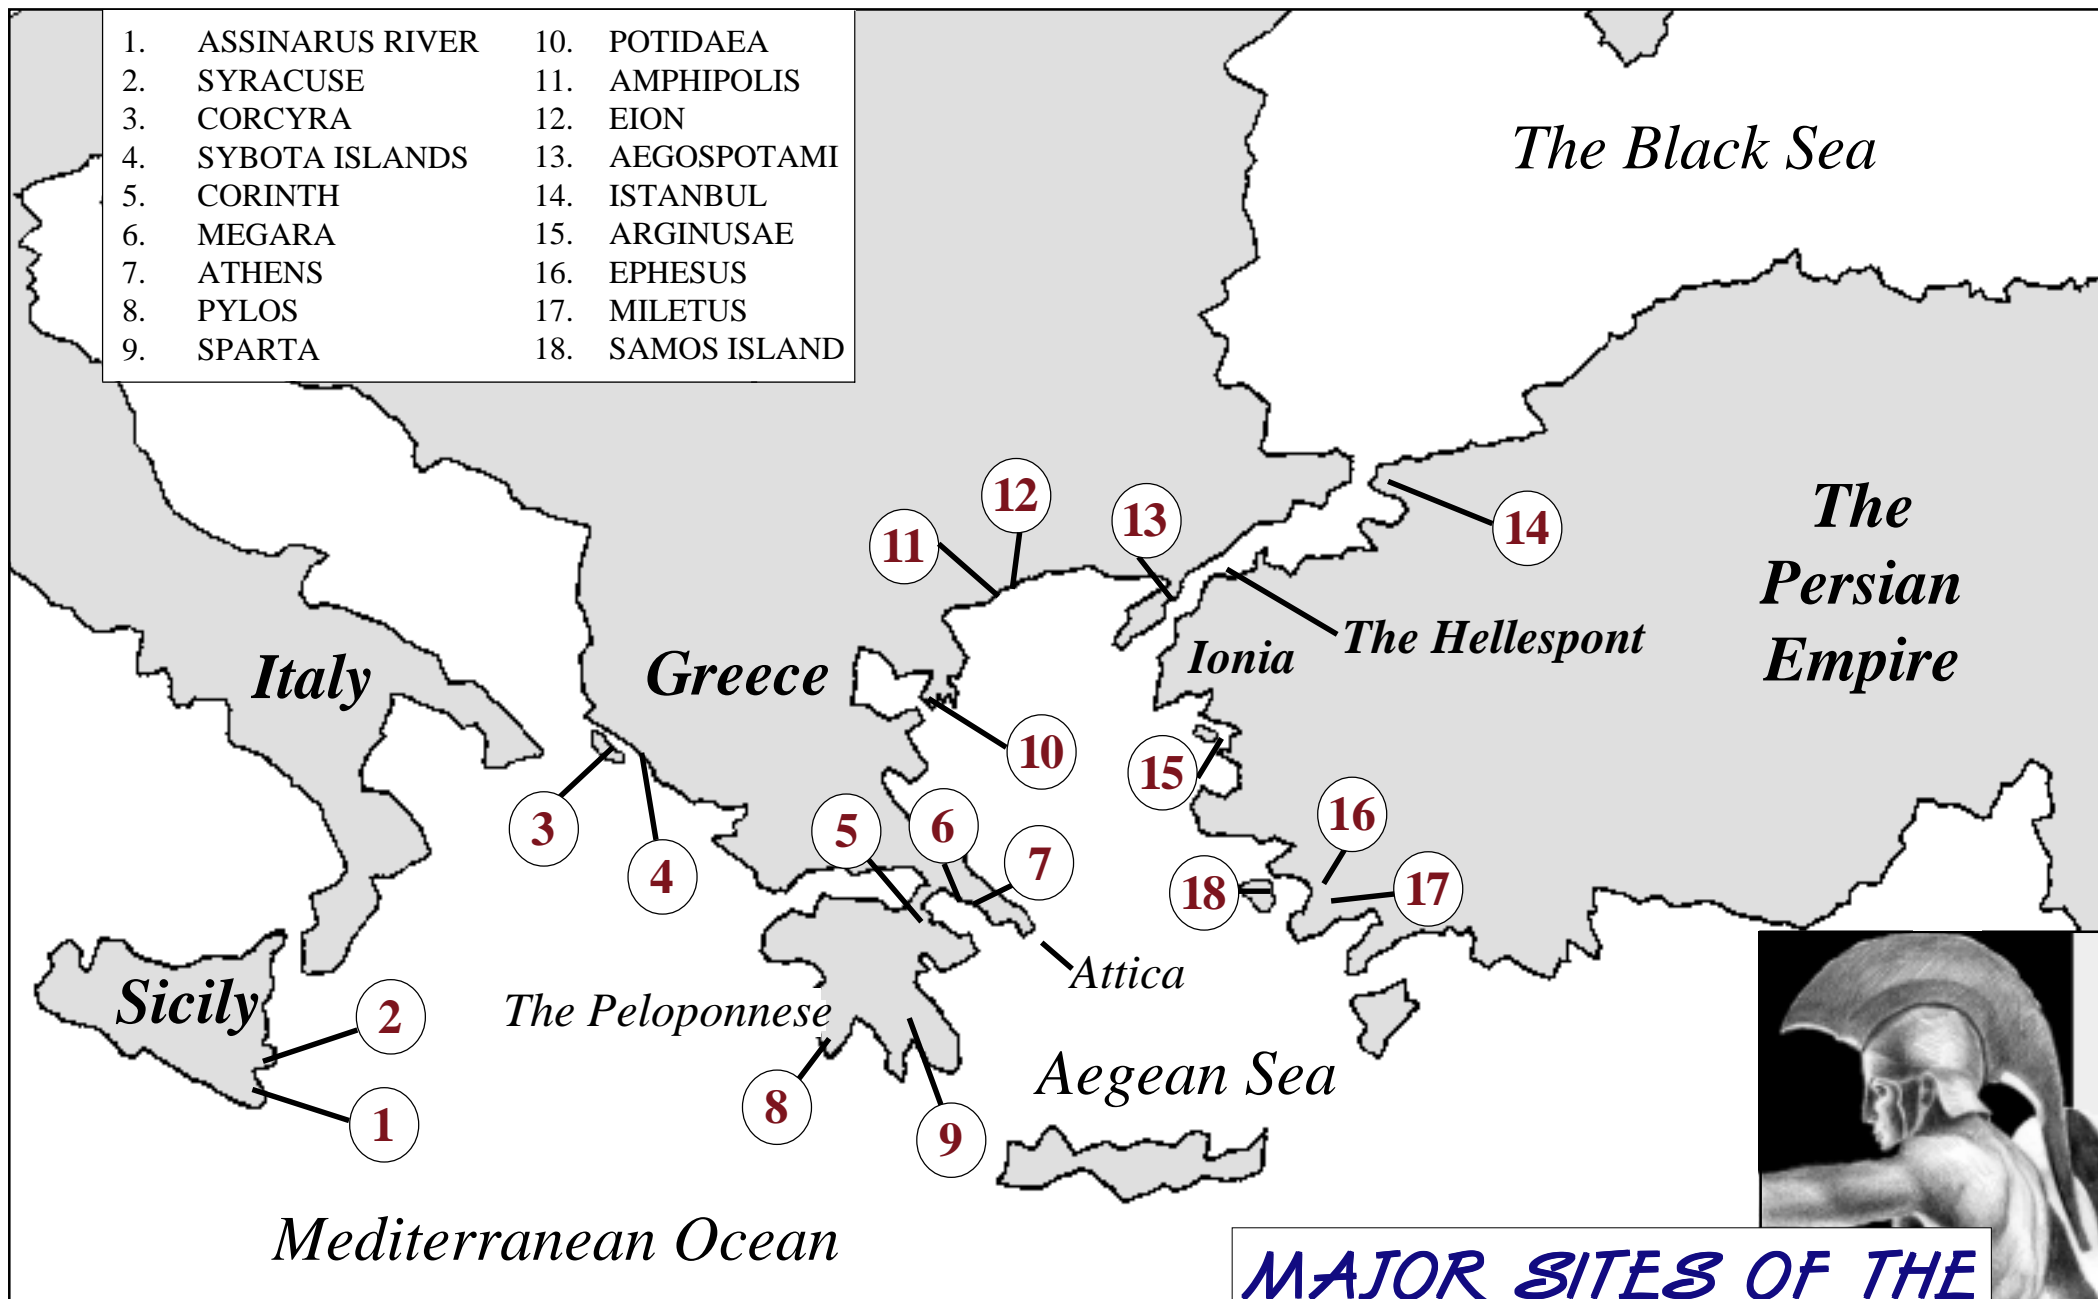 1. ASSINARUS RIVER
2. SYRACUSE
3. CORCYRA
4. SYBOTA ISLANDS
5. CORINTH
6. MEGARA
7. ATHENS
8. PYLOS
9. SPARTA
10. POTIDAEA
11. AMPHIPOLIS
12. EION
13. AEGOSPOTAMI
14. ISTANBUL
15. ARGINUSAE
16. EPHESUS
17. MILETUS
18. SAMOS ISLAND
The Black Sea
12
13
14
11
The
Persian
Empire
The Hellespont
Ionia
Italy
Greece
10
15
3
4
5
6
7
16
18
17
Attica
Sicily
2
The Peloponnese
Aegean Sea
1
8
9
Mediterranean Ocean
MAJOR SITES OF THE